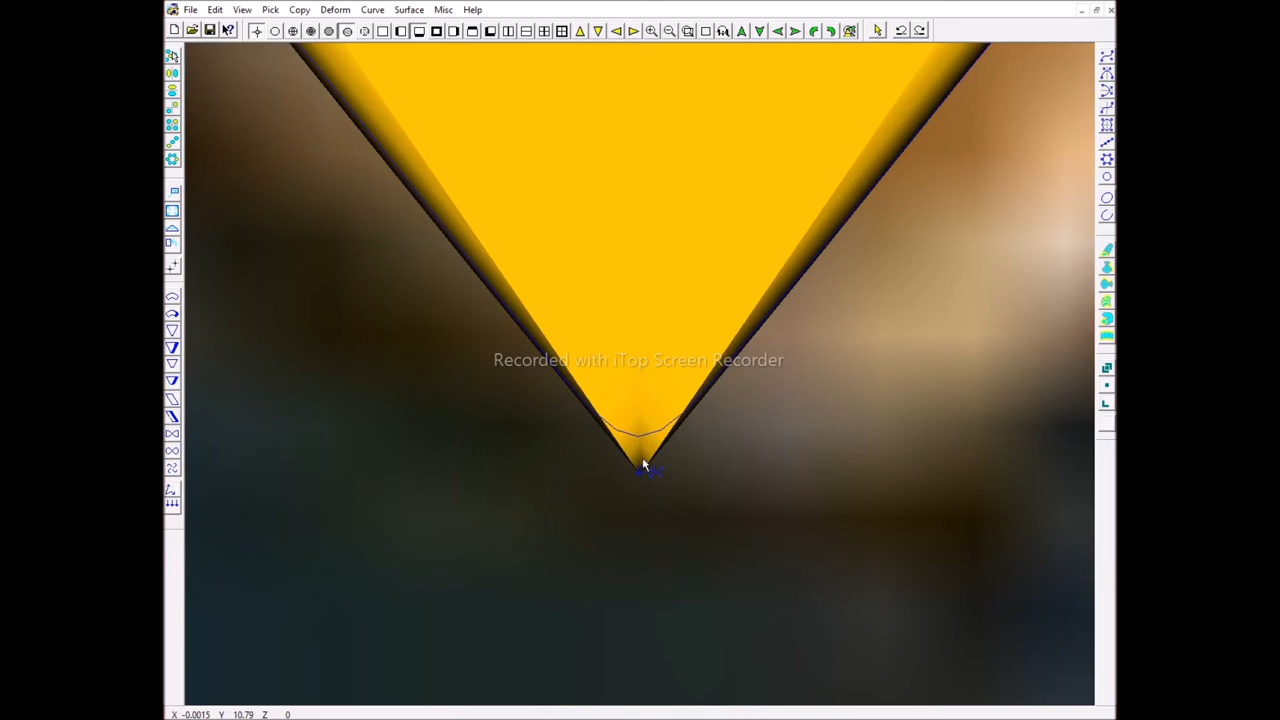 File Edit View Pick Copy Deform Curve Surface Misc Help
Recorded with iTop Screen Recorder
X -0.0015 Y 10.79 Z 0